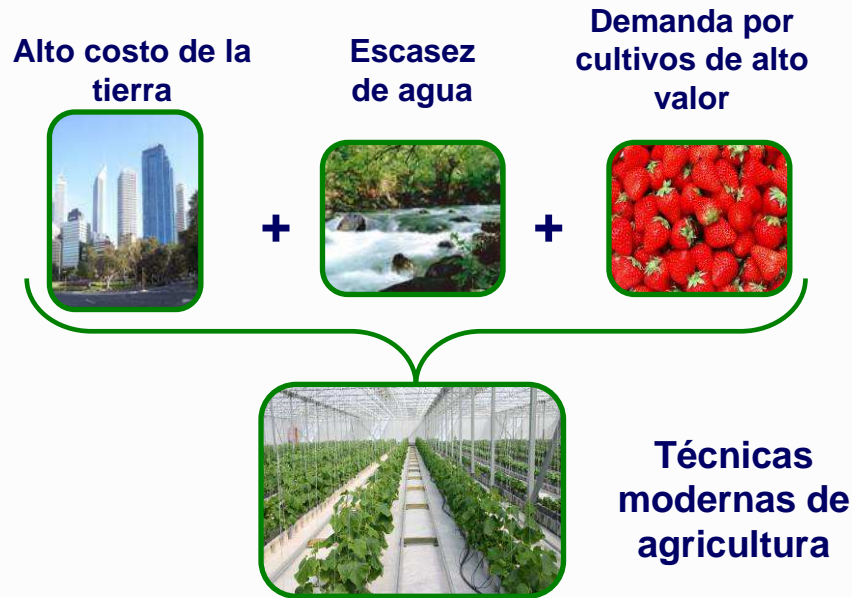 Alto costo de la
tierra
Escasez
de agua
Demanda por
cultivos de alto
valor
+
+
Técnicas
modernas de
agricultura